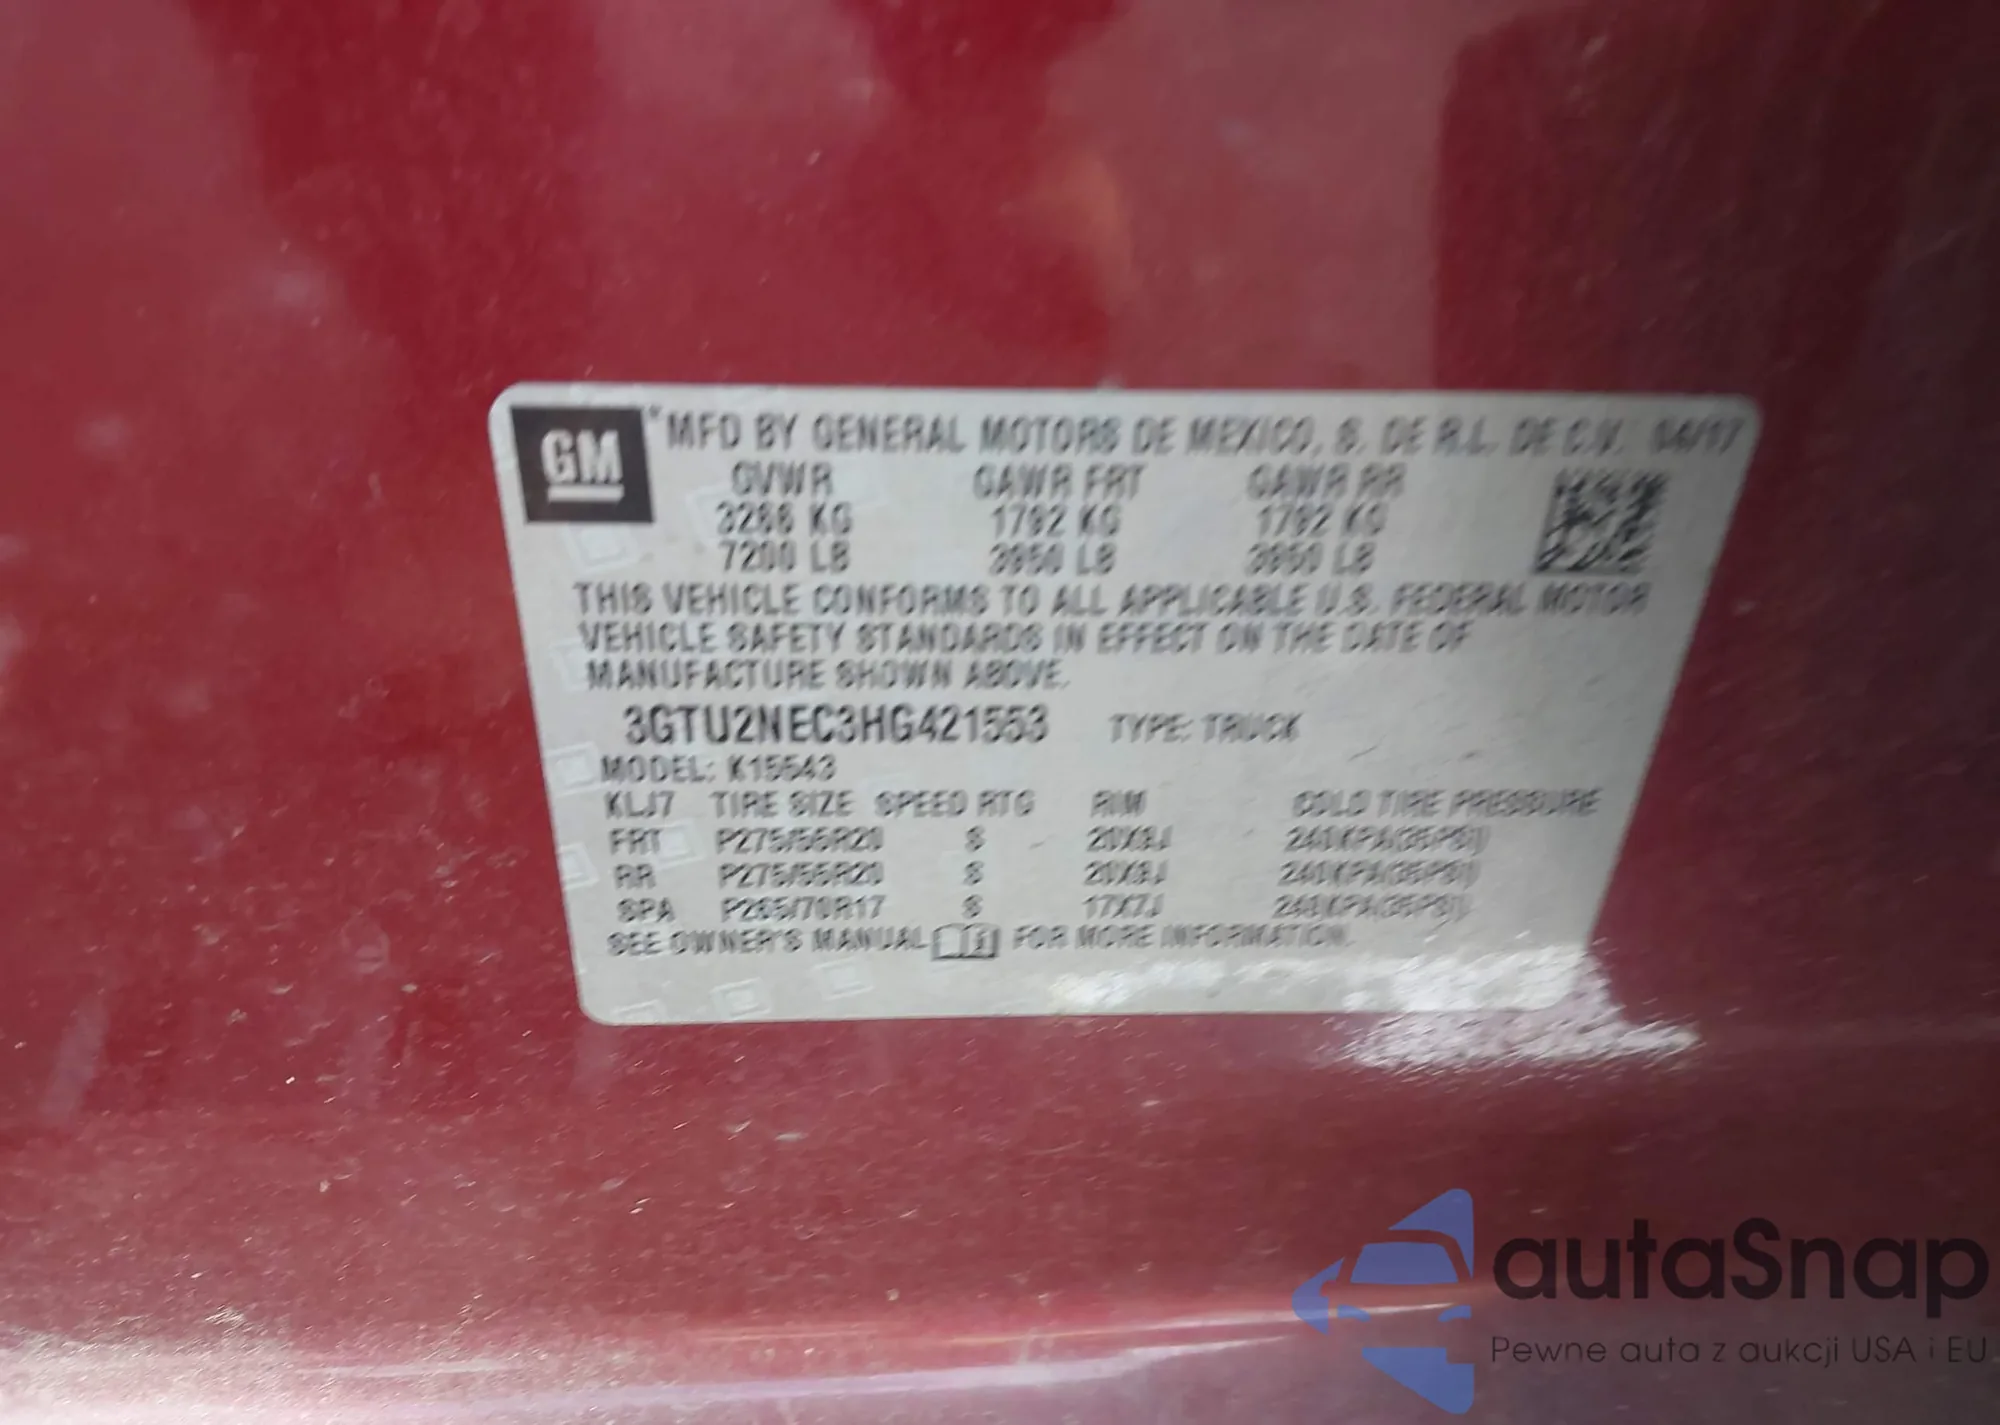 GM
MFD BY GENERAL MOTORS DE MEXICO, S. DE R.L. DE C.V. 04/17
GVWR GAWR FRT GAWR RR
3266 KG 1792 KG 1792 KG
7200 LB 3950 LB 3950 LB
THIS VEHICLE CONFORMS TO ALL APPLICABLE U.S. FEDERAL MOTOR
VEHICLE SAFETY STANDARDS IN EFFECT ON THE DATE OF
MANUFACTURE SHOWN ABOVE.
3GTU2NEC3HG421553 TYPE: TRUCK
MODEL: K15543
KLJ7 TIRE SIZE SPEED RTG RIM COLD TIRE PRESSURE
FRT P275/55R20 S 20X9J 240KPA(35PSI)
RR P275/55R20 S 20X9J 240KPA(35PSI)
SPA P265/70R17 S 17X7J 240KPA(35PSI)
SEE OWNER'S MANUAL FOR MORE INFORMATION.
autaSnap
Pewne auta z aukcji USA i EU